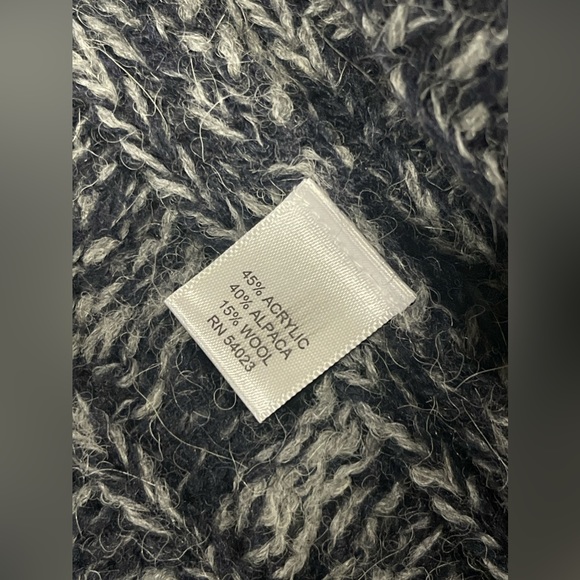 45% ACRYLIC
40% ALPACA
15% WOOL
RN 54023